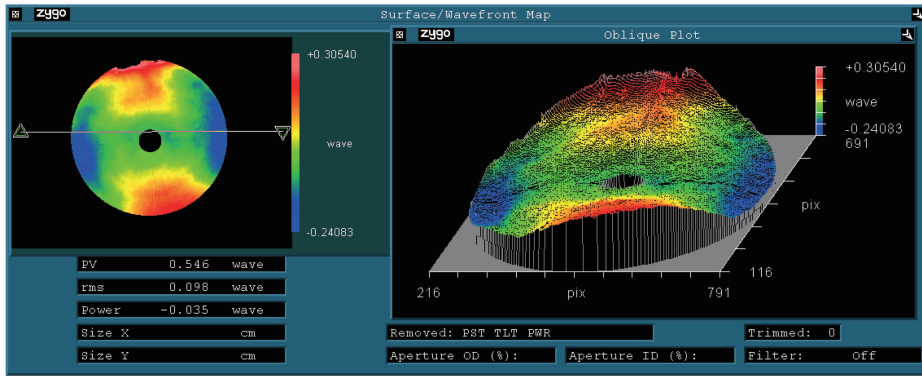 zygo Surface/Wavefront Map
+0.30540
wave
-0.24083
PV 0.546 wave
rms 0.098 wave
Power -0.035 wave
Size X cm
Size Y cm
zygo Oblique Plot
+0.30540
wave
-0.24083
691
pix
116
216 pix 791
Removed: PST TLT PWR
Trimmed: 0
Aperture OD (%):
Aperture ID (%):
Filter: Off